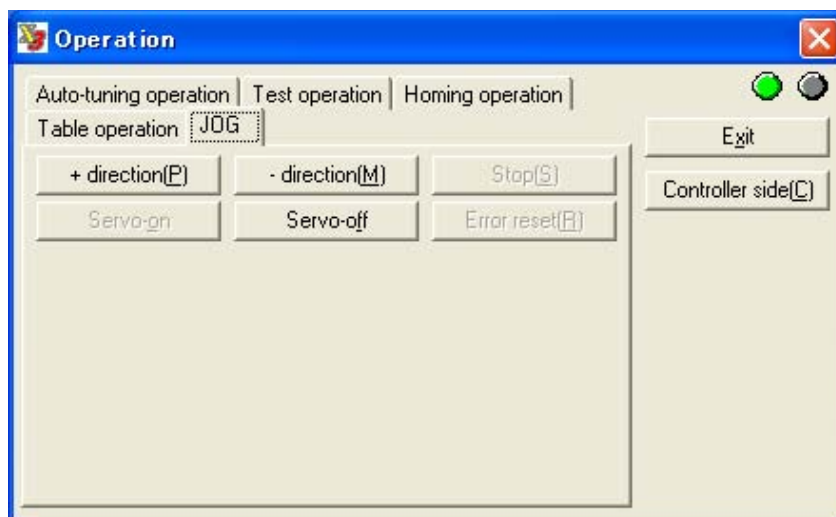 Operation
Auto-tuning operation Test operation Homing operation
Table operation JOG
Exit
+ direction(P) - direction(M) Stop(S)
Controller side(C)
Servo-on Servo-off Error reset(R)